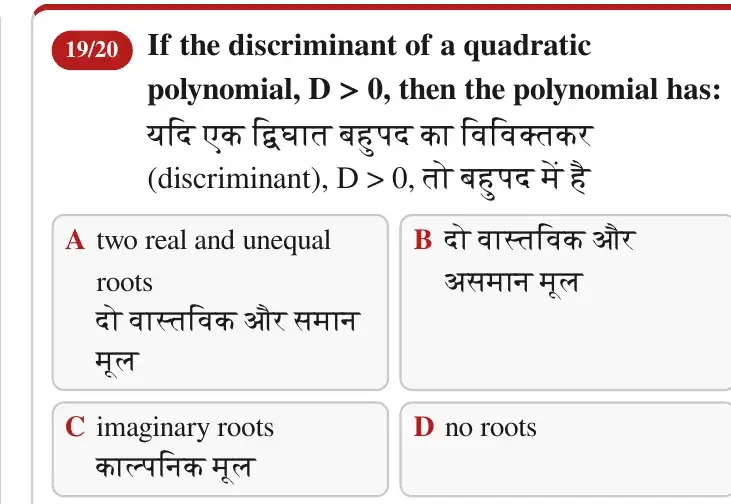 19/20 If the discriminant of a quadratic
polynomial, D > 0, then the polynomial has:
यदि एक द्विघात बहुपद का विविक्तकर
(discriminant), D > 0, तो बहुपद में है
A two real and unequal
roots
दो वास्तविक और समान
मूल
B दो वास्तविक और
असमान मूल
C imaginary roots
काल्पनिक मूल
D no roots